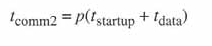 t_comm2 = p(t_startup + t_data)